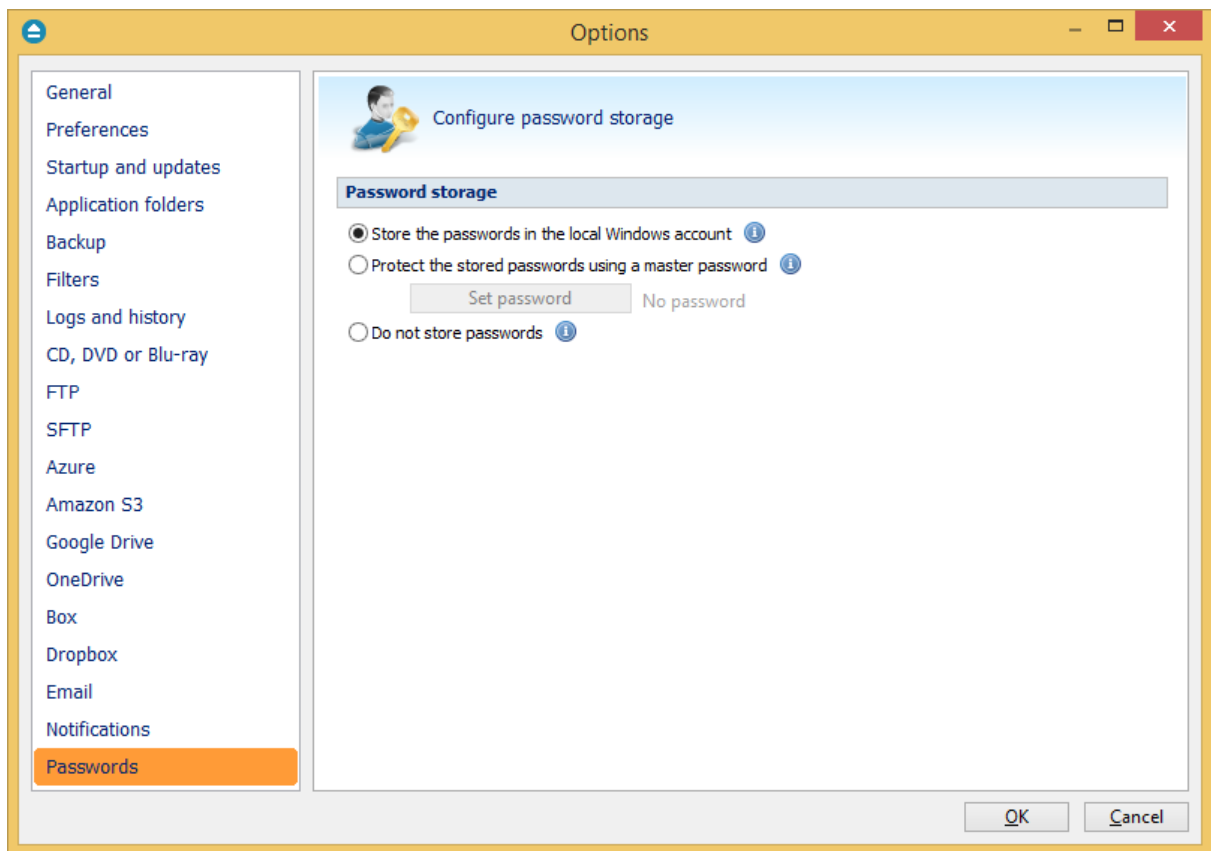 Options
General
Preferences
Startup and updates
Application folders
Backup
Filters
Logs and history
CD, DVD or Blu-ray
FTP
SFTP
Azure
Amazon S3
Google Drive
OneDrive
Box
Dropbox
Email
Notifications
Passwords
Configure password storage
Password storage
Store the passwords in the local Windows account
Protect the stored passwords using a master password
Set password No password
Do not store passwords
OK Cancel